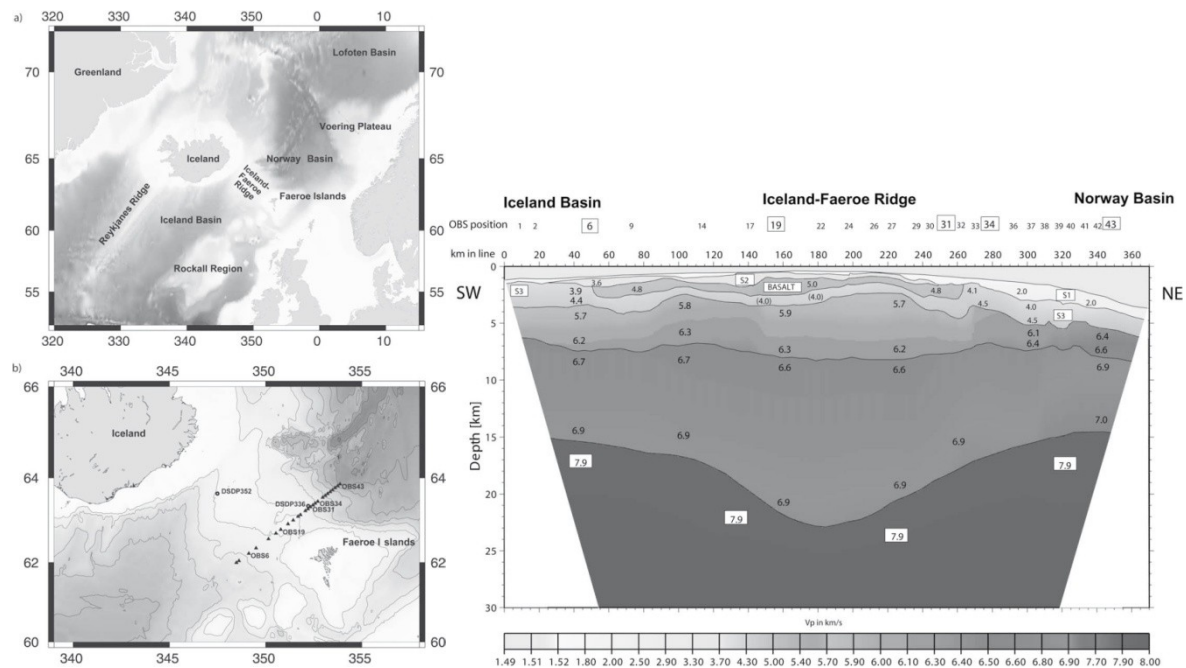 a)
320 330 340 350 0 10
Greenland
Lofoten Basin
70 70
Voering Plateau
65 Iceland Norway Basin 65
Iceland-
Faeroe
Ridge
Faeroe Islands
Reykjanes Ridge
Iceland Basin
60 60
Rockall Region
55 55
320 330 340 350 0 10
b)
340 345 350 355
66 66
Iceland
64 64
DSDP352
OBS43
DSDP336 OBS34
OBS31
OBS19
Faeroe Islands
62 OBS6 62
60 60
340 345 350 355
Iceland Basin Iceland-Faeroe Ridge Norway Basin
OBS position 1 2 6 9 14 17 19 22 24 26 27 29 30 31 32 33 34 36 37 38 39 40 41 42 43
km in line 0 20 40 60 80 100 120 140 160 180 200 220 240 260 280 300 320 340 360
0
SW NE
S3 3.6 S2 5.0
3.9 4.8 BASALT 4.8 4.1 2.0 S1
4.4 (4.0) (4.0) 4.5 4.0 2.0
5 5.7 5.8 5.9 5.7 4.5 S3
6.2 6.3 6.3 6.2 6.1 6.4
6.4 6.6
6.7 6.7 6.6 6.6 6.9
10
Depth [km]
15 6.9 6.9 6.9 7.0
7.9 7.9
20 6.9 6.9
7.9
7.9
25
30
Vp in km/s
1.49 1.51 1.52 1.80 2.00 2.50 2.90 3.30 3.70 4.30 5.00 5.40 5.70 6.00 6.10 6.30 6.60 6.80 6.90 7.00 7.80 7.90 8.00